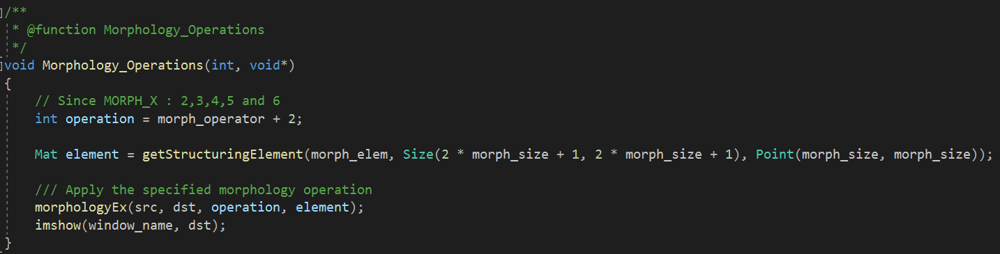 /**
 * @function Morphology_Operations
 */
void Morphology_Operations(int, void*)
{
    // Since MORPH_X : 2,3,4,5 and 6
    int operation = morph_operator + 2;

    Mat element = getStructuringElement(morph_elem, Size(2 * morph_size + 1, 2 * morph_size + 1), Point(morph_size, morph_size));

    /// Apply the specified morphology operation
    morphologyEx(src, dst, operation, element);
    imshow(window_name, dst);
}